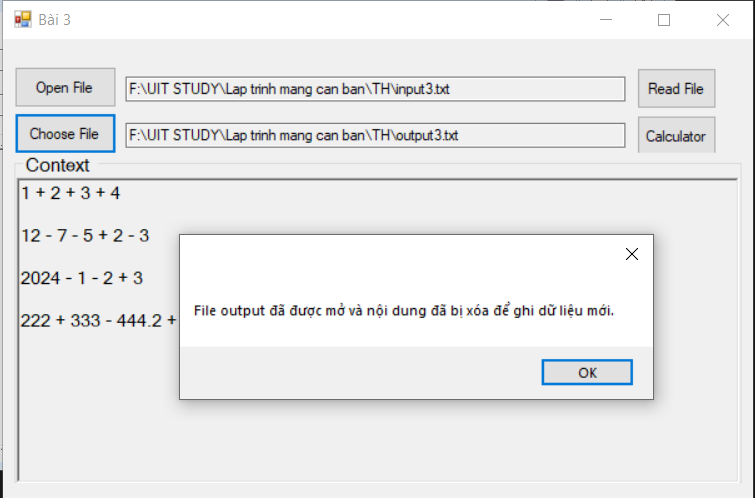 Bài 3
Open File
F:\UIT STUDY\Lap trinh mang can ban\TH\input3.txt
Read File
Choose File
F:\UIT STUDY\Lap trinh mang can ban\TH\output3.txt
Calculator
Context
1 + 2 + 3 + 4
12 - 7 - 5 + 2 - 3
2024 - 1 - 2 + 3
222 + 333 - 444.2 +
File output đã được mở và nội dung đã bị xóa để ghi dữ liệu mới.
OK